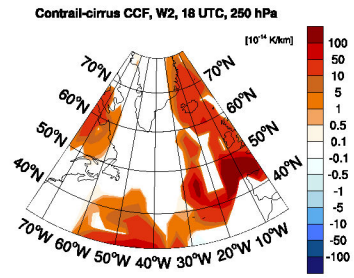 Contrail-cirrus CCF, W2, 18 UTC, 250 hPa
[10⁻¹⁴ K/km]
70°N 70°N
60°N 60°N
50°N 50°N
40°N 40°N
70°W 60°W 50°W 40°W 30°W 20°W 10°W
100
50
10
5
1
0.5
0.1
-0.1
-0.5
-1
-5
-10
-50
-100